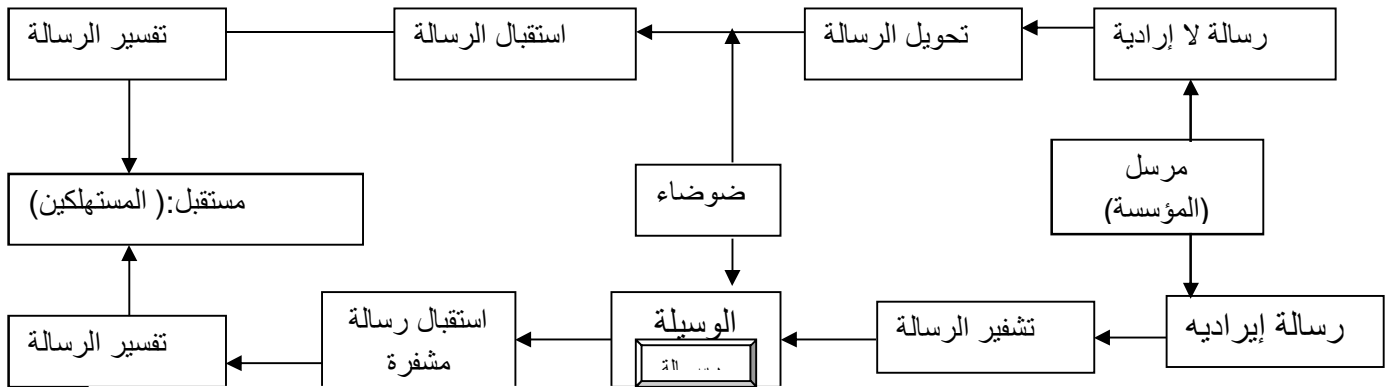 رسالة لا إرادية
تحويل الرسالة
استقبال الرسالة
تفسير الرسالة
مرسل
(المؤسسة)
ضوضاء
مستقبل:( المستهلكين)
رسالة إيراديه
تشفير الرسالة
الوسيلة
استقبال رسالة
مشفرة
تفسير الرسالة